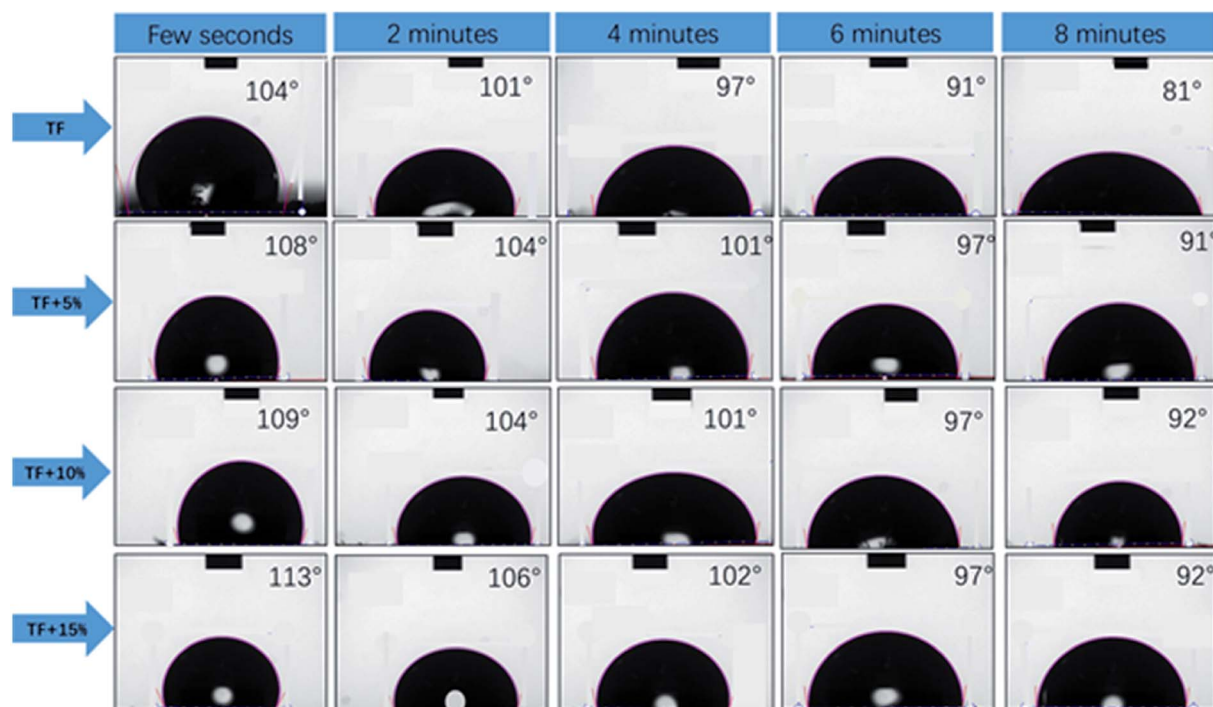 Few seconds 2 minutes 4 minutes 6 minutes 8 minutes
TF 104° 101° 97° 91° 81°
TF+5% 108° 104° 101° 97° 91°
TF+10% 109° 104° 101° 97° 92°
TF+15% 113° 106° 102° 97° 92°